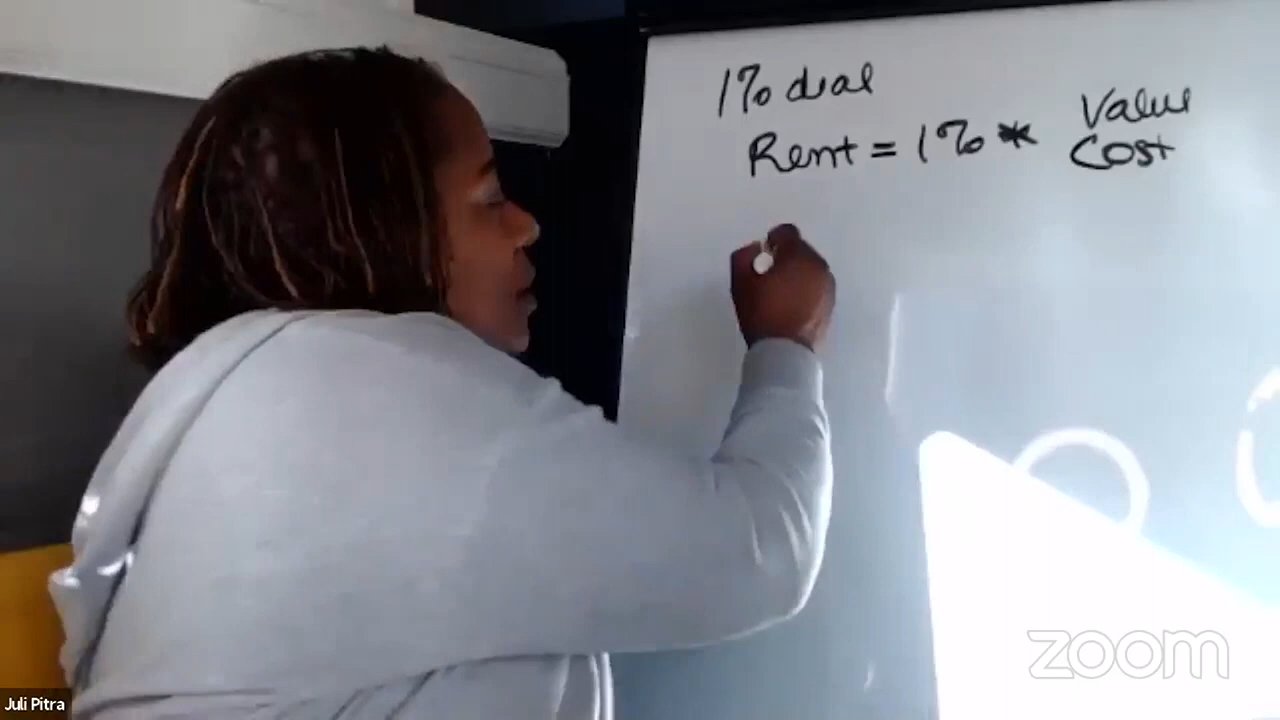 1% deal
Rent = 1% * Value
Cost
zoom
Juli Pitra